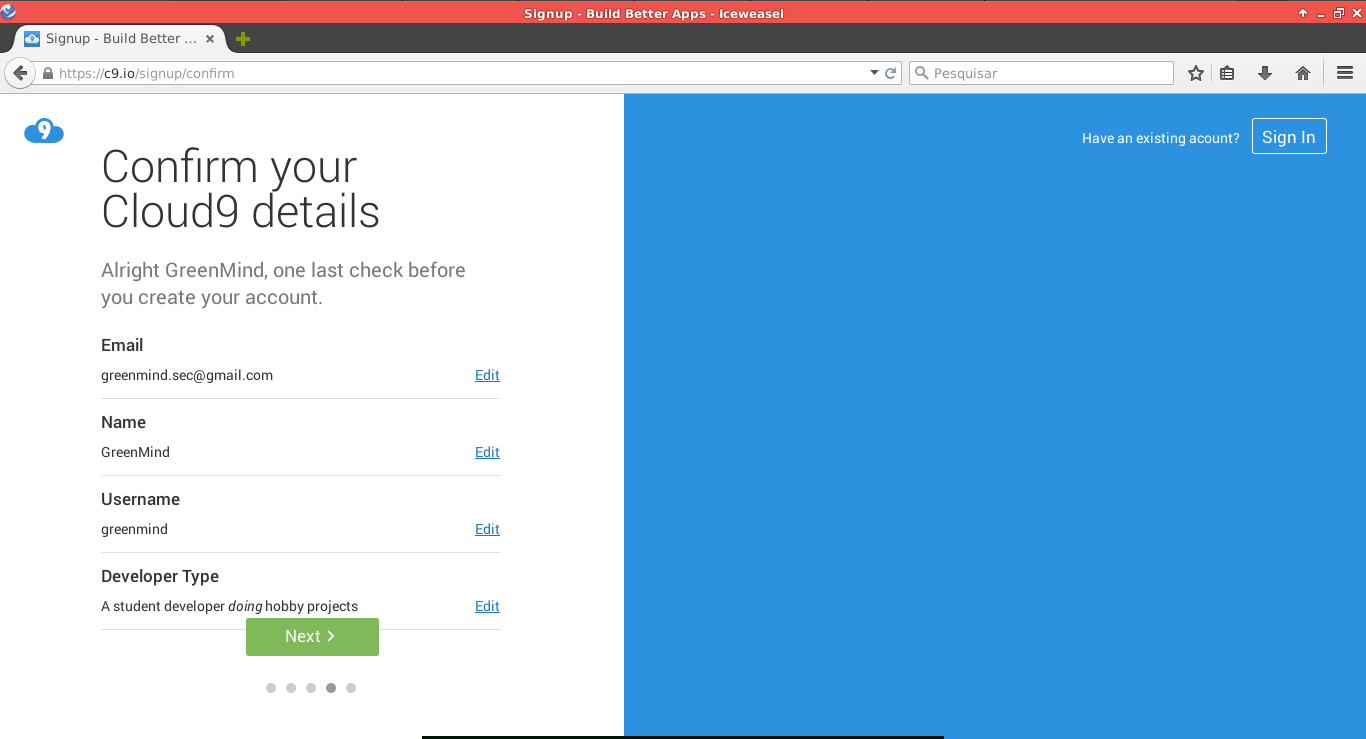 Signup - Build Better Apps - Iceweasel
Signup - Build Better ...
https://c9.io/signup/confirm
Pesquisar
9
Have an existing acount?
Sign In
Confirm your
Cloud9 details
Alright GreenMind, one last check before
you create your account.
Email
greenmind.sec@gmail.com Edit
Name
GreenMind Edit
Username
greenmind Edit
Developer Type
A student developer doing hobby projects Edit
Next